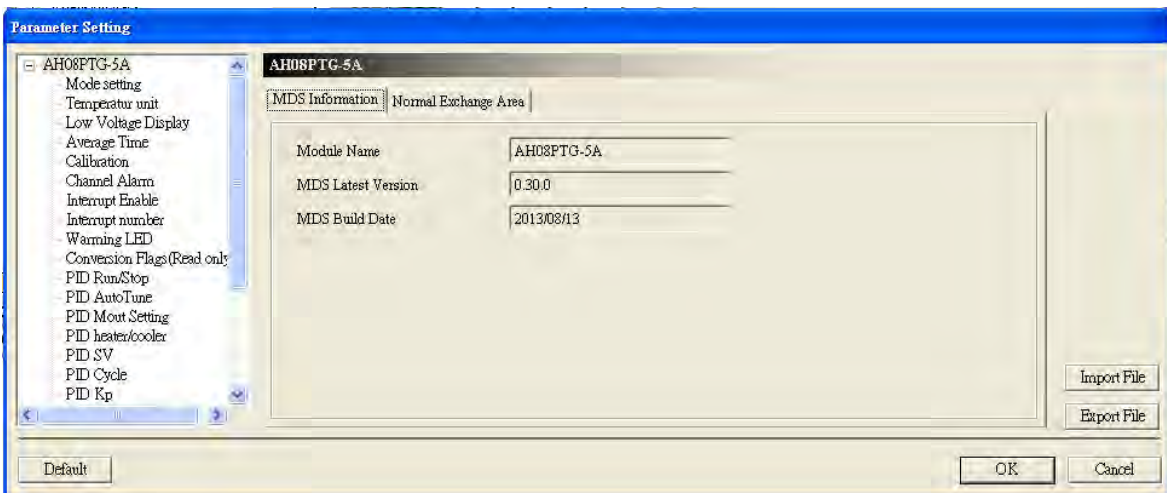 Parameter Setting
AH08PTG-5A
Mode setting
Temperatur unit
Low Voltage Display
Average Time
Calibration
Channel Alarm
Interrupt Enable
Interrupt number
Warming LED
Conversion Flags(Read only
PID Run/Stop
PID AutoTune
PID Mout Setting
PID heater/cooler
PID SV
PID Cycle
PID Kp
AH08PTG-5A
MDS Information
Normal Exchange Area
Module Name
AH08PTG-5A
MDS Latest Version
0.30.0
MDS Build Date
2013/08/13
Import File
Export File
Default
OK
Cancel